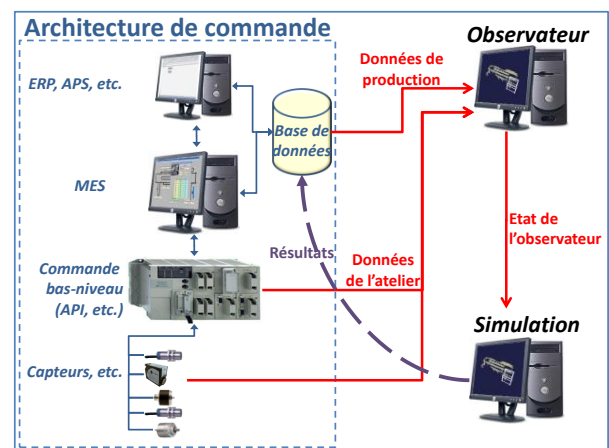 Architecture de commande
Observateur
ERP, APS, etc.
Données de
production
Base de
données
MES
Etat de
l'observateur
Résultats
Données
de l'atelier
Commande
bas-niveau
(API, etc.)
Simulation
Capteurs, etc.